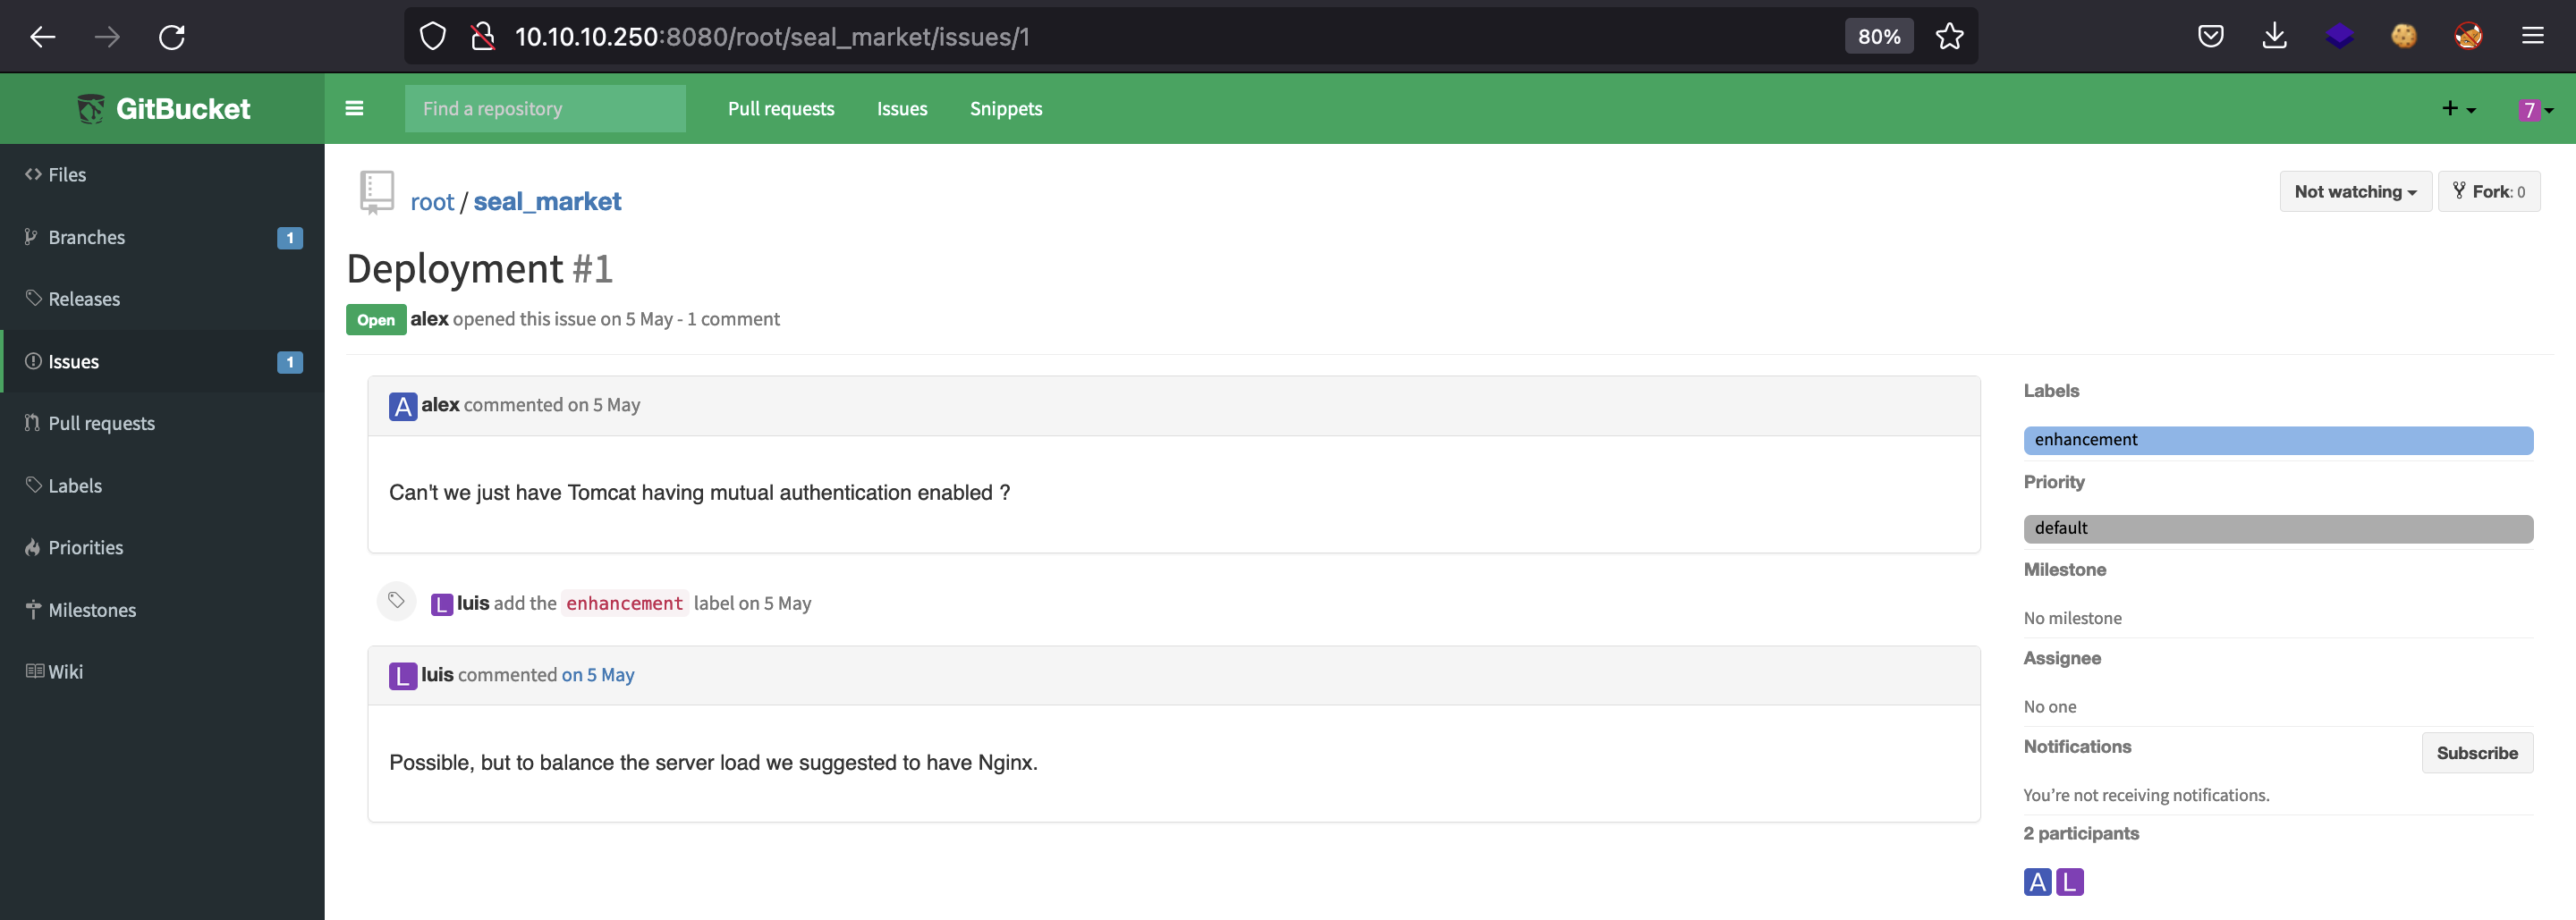 10.10.10.250:8080/root/seal_market/issues/1
80%
GitBucket
Find a repository
Pull requests
Issues
Snippets
+
7
Files
Branches 1
Releases
Issues 1
Pull requests
Labels
Priorities
Milestones
Wiki
root / seal_market
Not watching
Fork: 0
Deployment #1
Open alex opened this issue on 5 May - 1 comment
A alex commented on 5 May
Can't we just have Tomcat having mutual authentication enabled ?
L luis add the enhancement label on 5 May
L luis commented on 5 May
Possible, but to balance the server load we suggested to have Nginx.
Labels
enhancement
Priority
default
Milestone
No milestone
Assignee
No one
Notifications
Subscribe
You’re not receiving notifications.
2 participants
A L